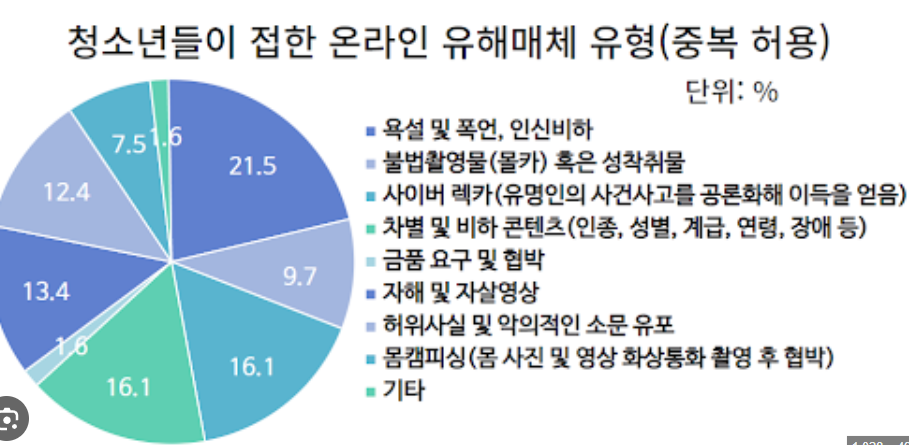 청소년들이 접한 온라인 유해매체 유형(중복 허용)
단위: %
욕설 및 폭언, 인신비하
불법촬영물(몰카) 혹은 성착취물
사이버 렉카(유명인의 사건사고를 공론화해 이득을 얻음)
차별 및 비하 콘텐츠(인종, 성별, 계급, 연령, 장애 등)
금품 요구 및 협박
자해 및 자살영상
허위사실 및 악의적인 소문 유포
몸캠피싱(몸 사진 및 영상 화상통화 촬영 후 협박)
기타
21.5
9.7
16.1
16.1
1.6
13.4
12.4
7.5
1.6